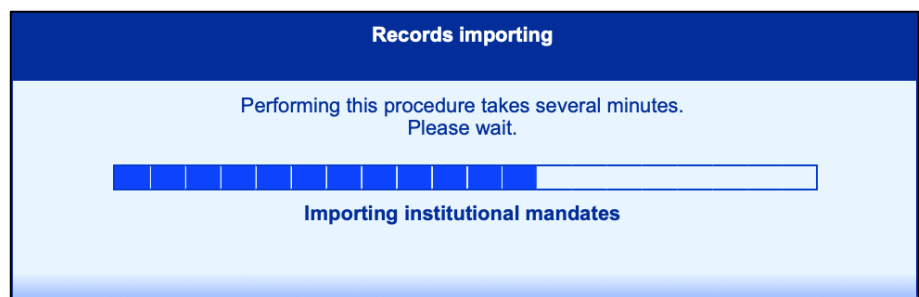 Records importing
Performing this procedure takes several minutes.
Please wait.
Importing institutional mandates